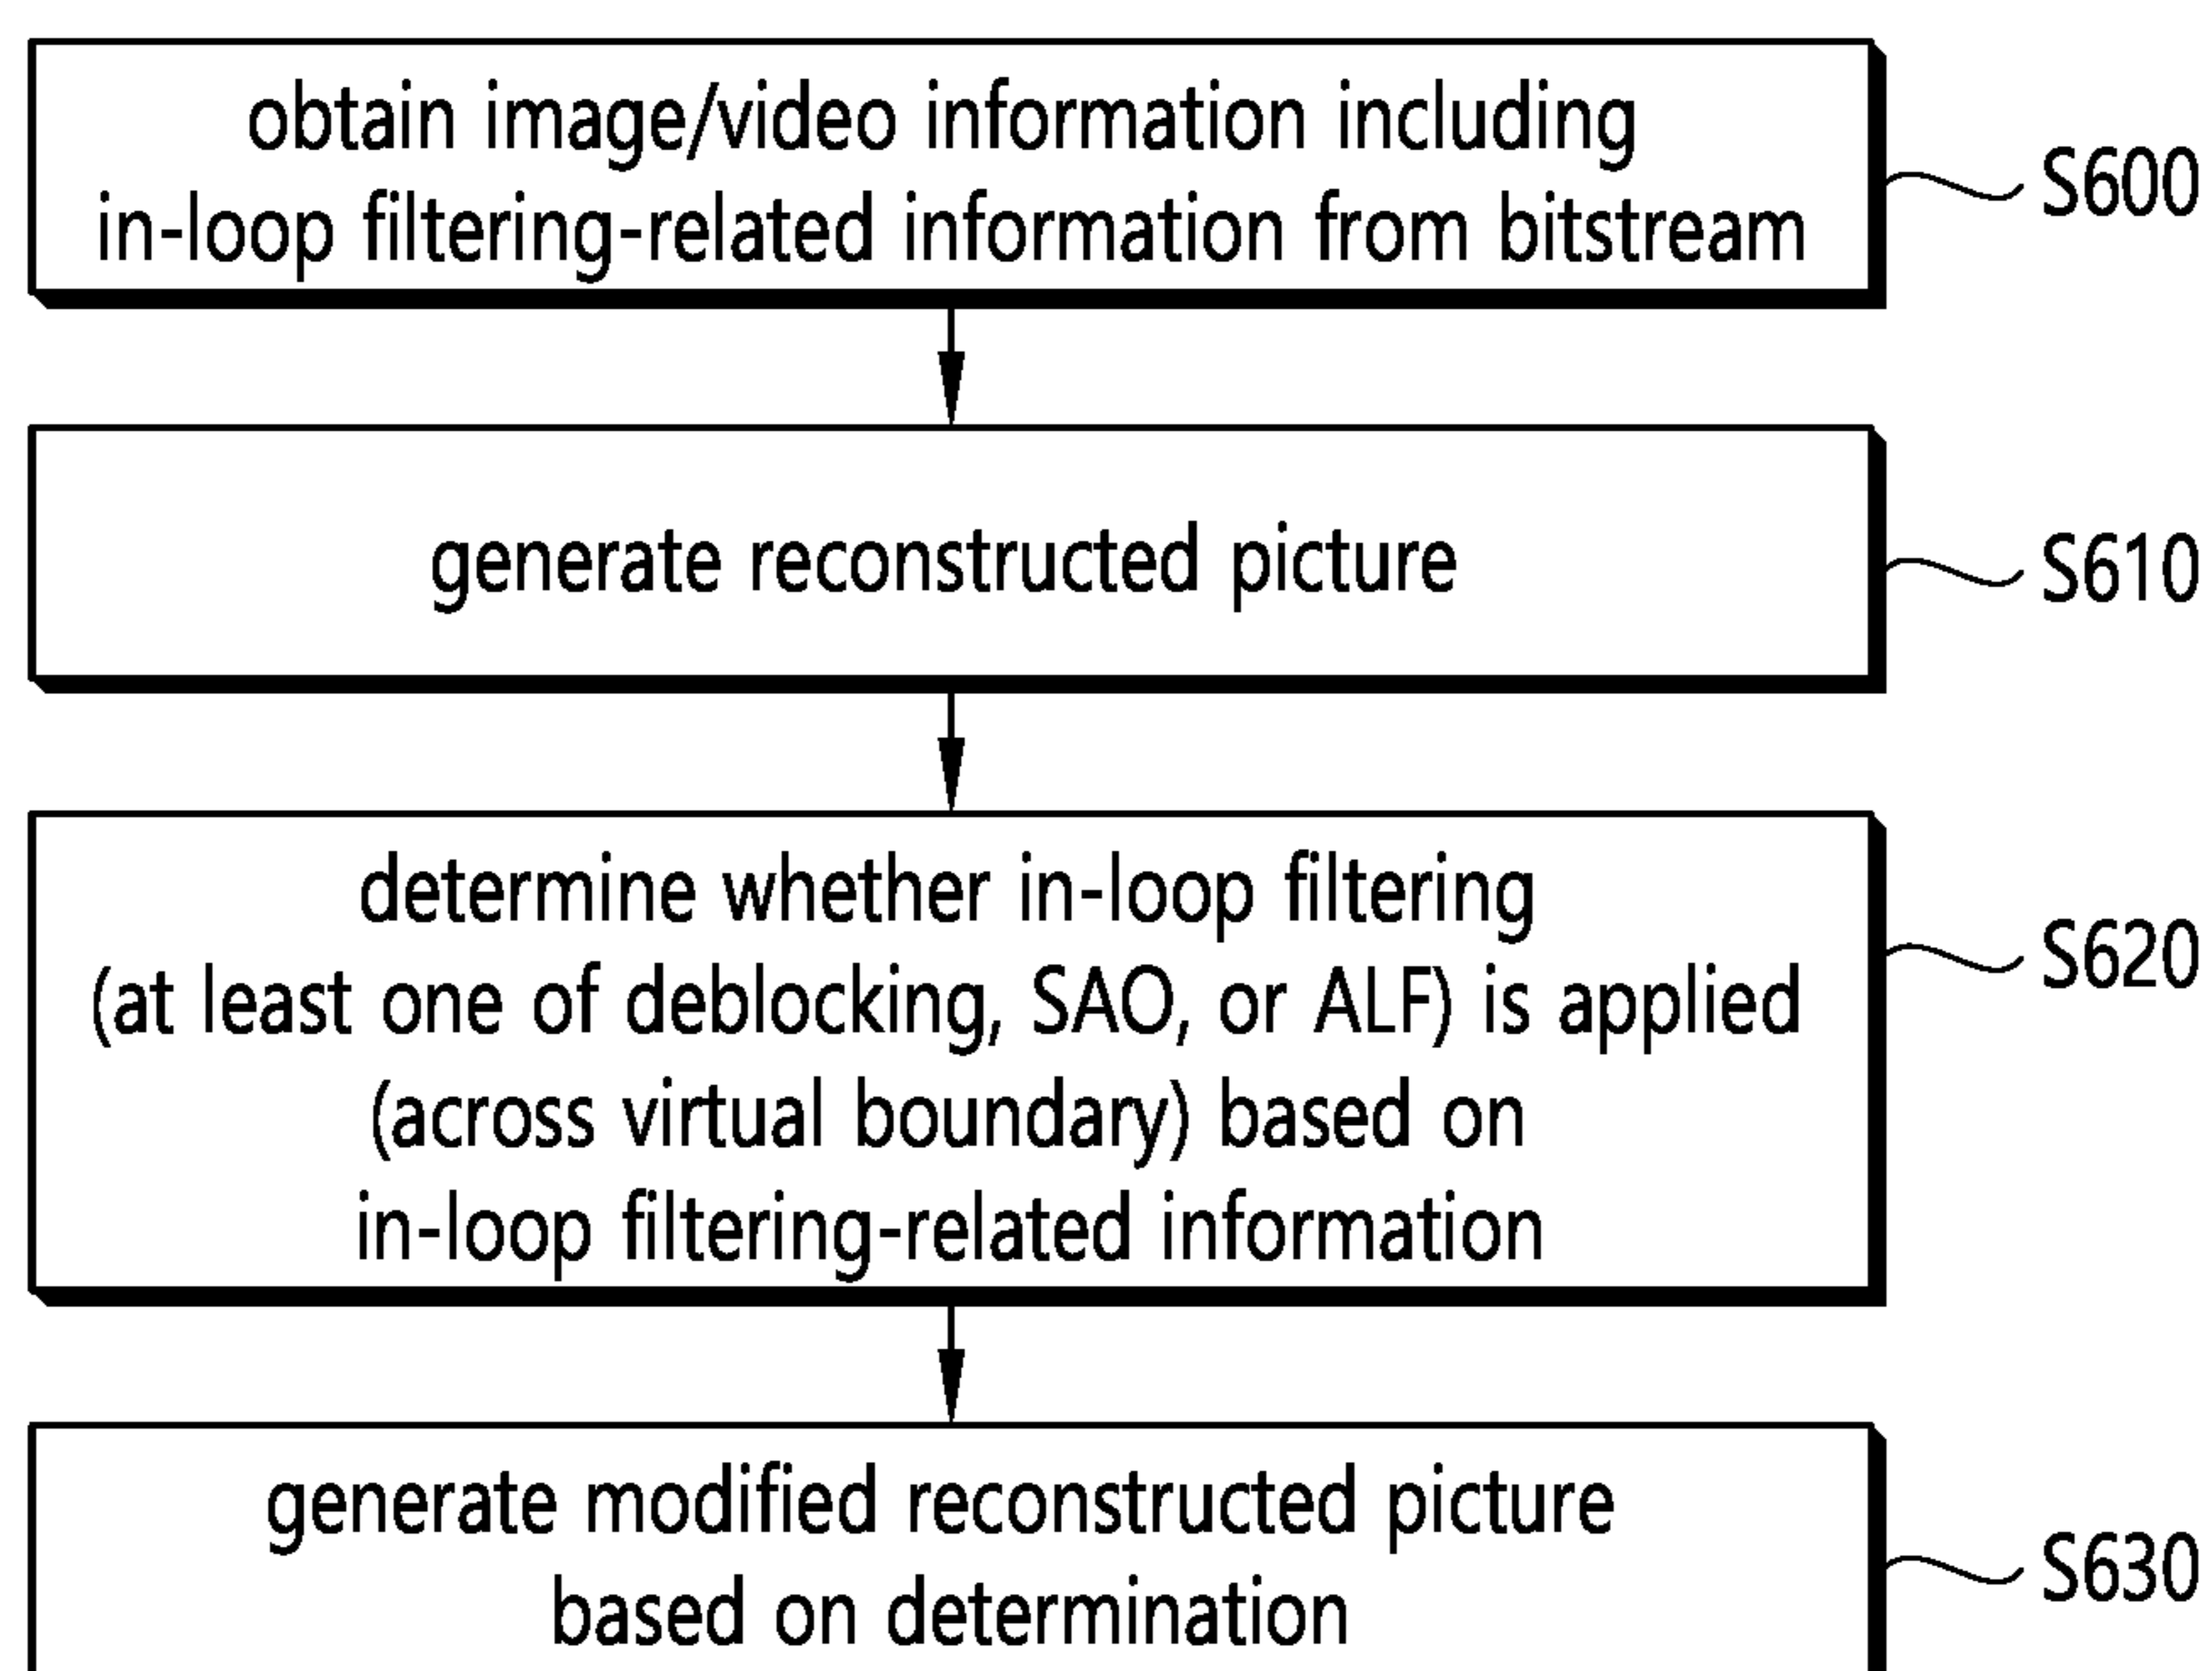 obtain image/video information including
in-loop filtering-related information from bitstream
S600
generate reconstructed picture
S610
determine whether in-loop filtering
(at least one of deblocking, SAO, or ALF) is applied
(across virtual boundary) based on
in-loop filtering-related information
S620
generate modified reconstructed picture
based on determination
S630